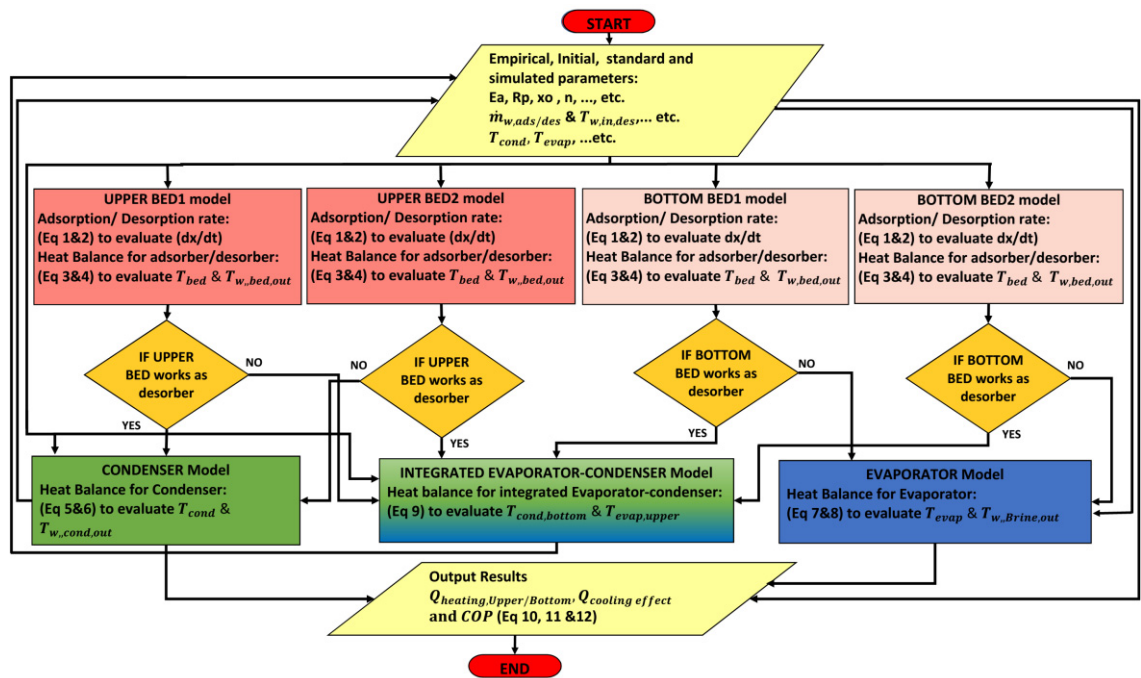 START
Empirical, Initial, standard and
simulated parameters:
Ea, Rp, xo , n, ..., etc.
ṁw,ads/des & Tw,in,des,... etc.
Tcond, Tevap, ...etc.
UPPER BED1 model
Adsorption/ Desorption rate:
(Eq 1&2) to evaluate (dx/dt)
Heat Balance for adsorber/desorber:
(Eq 3&4) to evaluate Tbed & Tw,,bed,out
UPPER BED2 model
Adsorption/ Desorption rate:
(Eq 1&2) to evaluate (dx/dt)
Heat Balance for adsorber/desorber:
(Eq 3&4) to evaluate Tbed & Tw,,bed,out
BOTTOM BED1 model
Adsorption/ Desorption rate:
(Eq 1&2) to evaluate dx/dt
Heat Balance for adsorber/desorber:
(Eq 3&4) to evaluate Tbed & Tw,bed,out
BOTTOM BED2 model
Adsorption/ Desorption rate:
(Eq 1&2) to evaluate dx/dt)
Heat Balance for adsorber/desorber:
(Eq 3&4) to evaluate Tbed & Tw,bed,out
IF UPPER
BED works as
desorber
NO
YES
IF UPPER
BED works as
desorber
NO
YES
IF BOTTOM
BED works as
desorber
NO
YES
IF BOTTOM
BED works as
desorber
NO
YES
CONDENSER Model
Heat Balance for Condenser:
(Eq 5&6) to evaluate Tcond &
Tw,,cond,out
INTEGRATED EVAPORATOR-CONDENSER Model
Heat balance for integrated Evaporator-condenser:
(Eq 9) to evaluate Tcond,bottom & Tevap,upper
EVAPORATOR Model
Heat Balance for Evaporator:
(Eq 7&8) to evaluate Tevap & Tw,,Brine,out
Output Results
Qheating,Upper/Bottom, Qcooling effect
and COP (Eq 10, 11 &12)
END